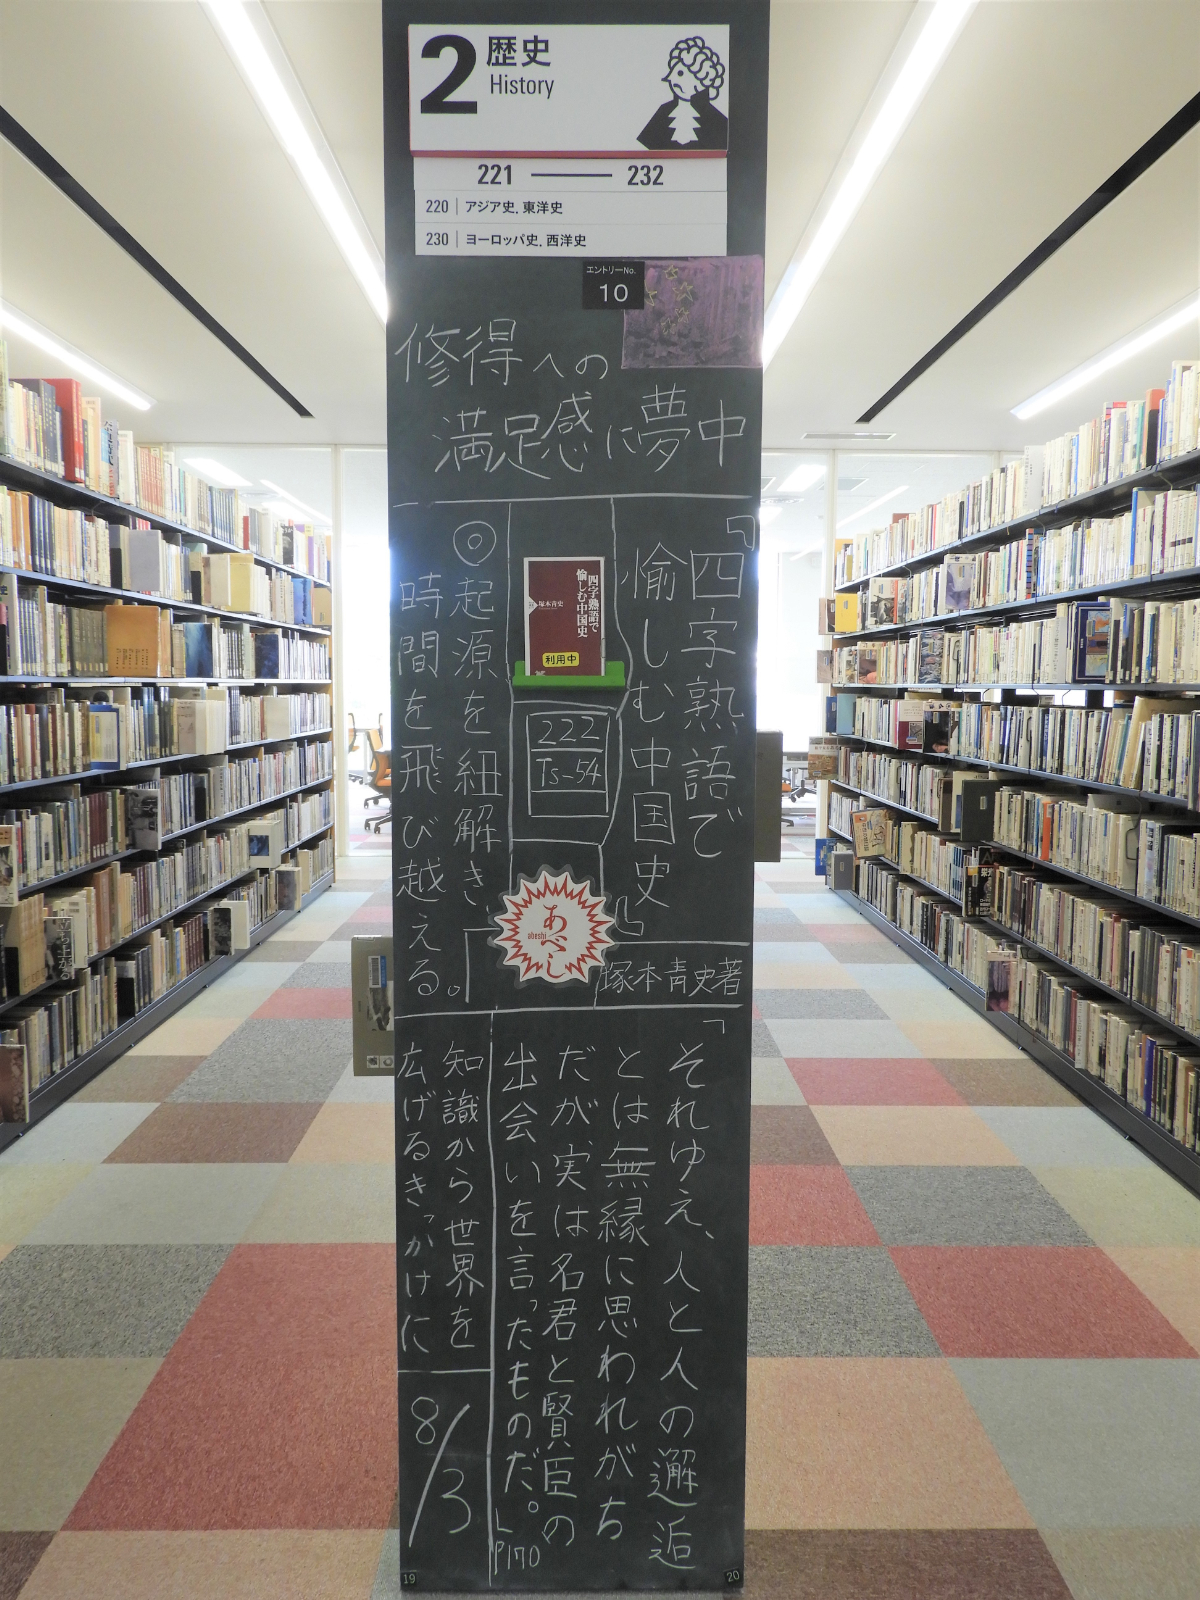 2 歴史
History
221 — 232
220 | アジア史. 東洋史
230 | ヨーロッパ史. 西洋史
エントリーNo.
10
修得への
満足感に夢中
『四字熟語で
愉しむ中国史』
塚本青史著
四字熟語で
愉しむ中国史
塚本青史
利用中
222
Ts-54
あべし
abeshi
◎起源を紐解き、
時間を飛び越える。
「それゆえ、人と人の邂逅
とは無縁に思われがち
だが、実は名君と賢臣の
出会いを言ったものだ。」
P170
知識から世界を
広げるきっかけに
8/3
19
20